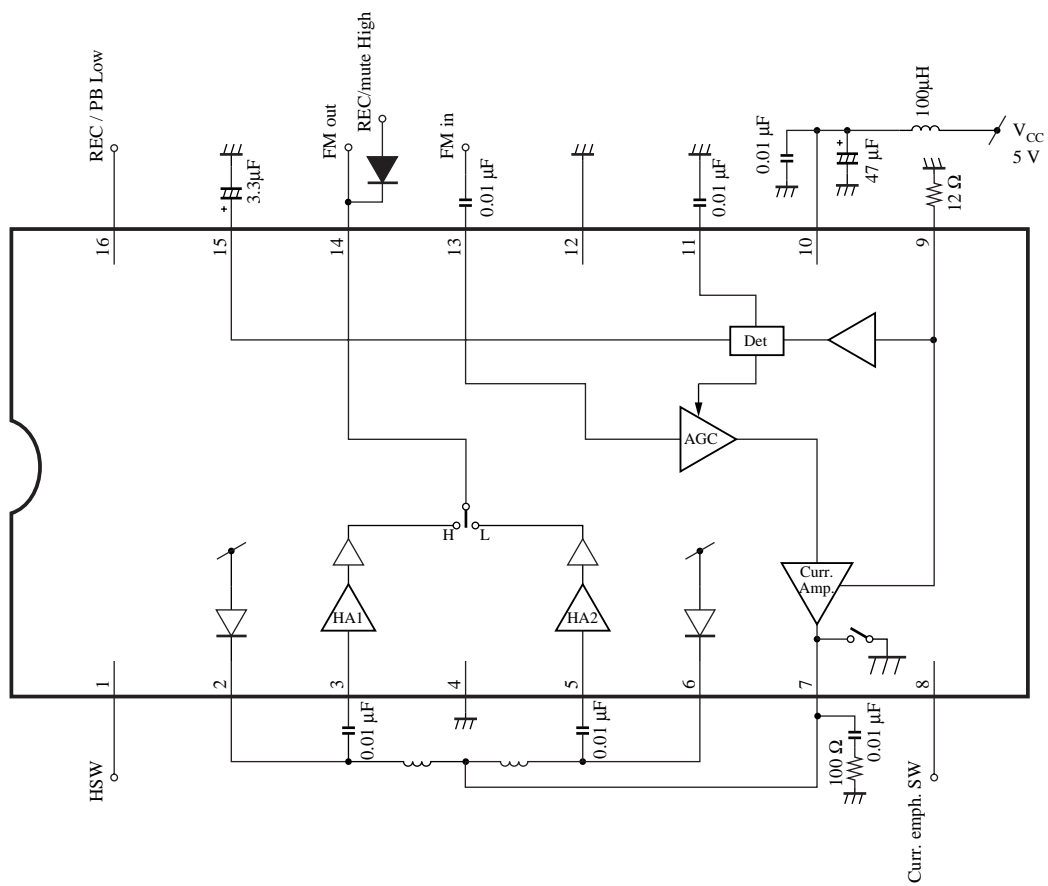 REC / PB Low
FM out
REC/mute High
FM in
3.3μF
0.01 μF
0.01 μF
0.01 μF
47 μF
100μH
VCC
5 V
12 Ω
16
15
14
13
12
11
10
9
Det
AGC
H
L
HA1
HA2
Curr.
Amp.
1
2
3
4
5
6
7
8
HSW
0.01 μF
0.01 μF
100 Ω
0.01 μF
Curr. emph. SW